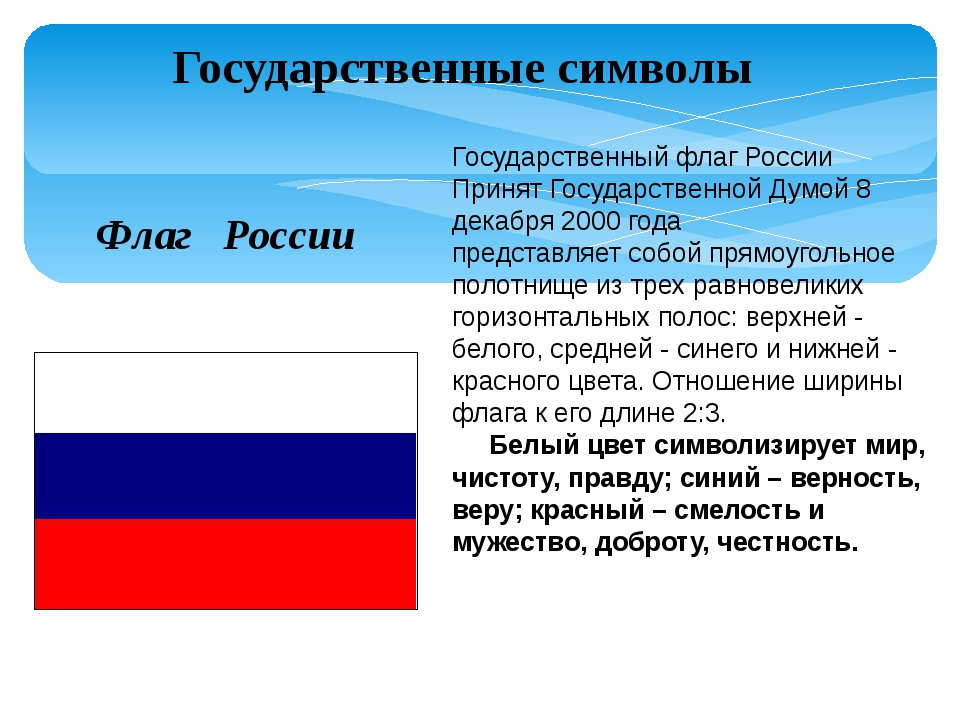 Государственные символы
Флаг России
Государственный флаг России
Принят Государственной Думой 8
декабря 2000 года
представляет собой прямоугольное
полотнище из трех равновеликих
горизонтальных полос: верхней -
белого, средней - синего и нижней -
красного цвета. Отношение ширины
флага к его длине 2:3.
Белый цвет символизирует мир,
чистоту, правду; синий – верность,
веру; красный – смелость и
мужество, доброту, честность.